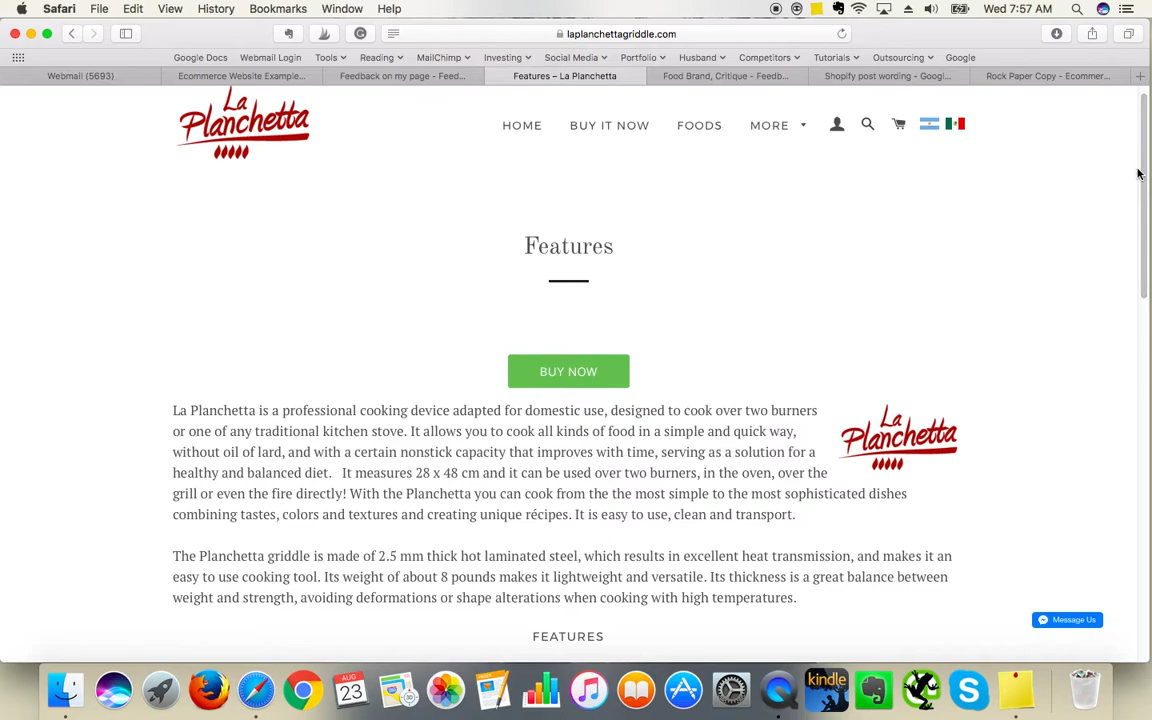 Safari File Edit View History Bookmarks Window Help Wed 7:57 AM
laplanchettagriddle.com
Google Docs Webmail Login Tools Reading MailChimp Investing Social Media Portfolio Husband Competitors Tutorials Outsourcing Google
Webmail (5693) Ecommerce Website Example... Feedback on my page - Feed... Features – La Planchetta Food Brand, Critique - Feedb... Shopify post wording - Googl... Rock Paper Copy - Ecommer...
La Planchetta
HOME BUY IT NOW FOODS MORE
Features
BUY NOW
La Planchetta is a professional cooking device adapted for domestic use, designed to cook over two burners
or one of any traditional kitchen stove. It allows you to cook all kinds of food in a simple and quick way,
without oil of lard, and with a certain nonstick capacity that improves with time, serving as a solution for a
healthy and balanced diet. It measures 28 x 48 cm and it can be used over two burners, in the oven, over the
grill or even the fire directly! With the Planchetta you can cook from the the most simple to the most sophisticated dishes
combining tastes, colors and textures and creating unique récipes. It is easy to use, clean and transport.
La Planchetta
The Planchetta griddle is made of 2.5 mm thick hot laminated steel, which results in excellent heat transmission, and makes it an
easy to use cooking tool. Its weight of about 8 pounds makes it lightweight and versatile. Its thickness is a great balance between
weight and strength, avoiding deformations or shape alterations when cooking with high temperatures.
Message Us
FEATURES
AUG
23
kindle